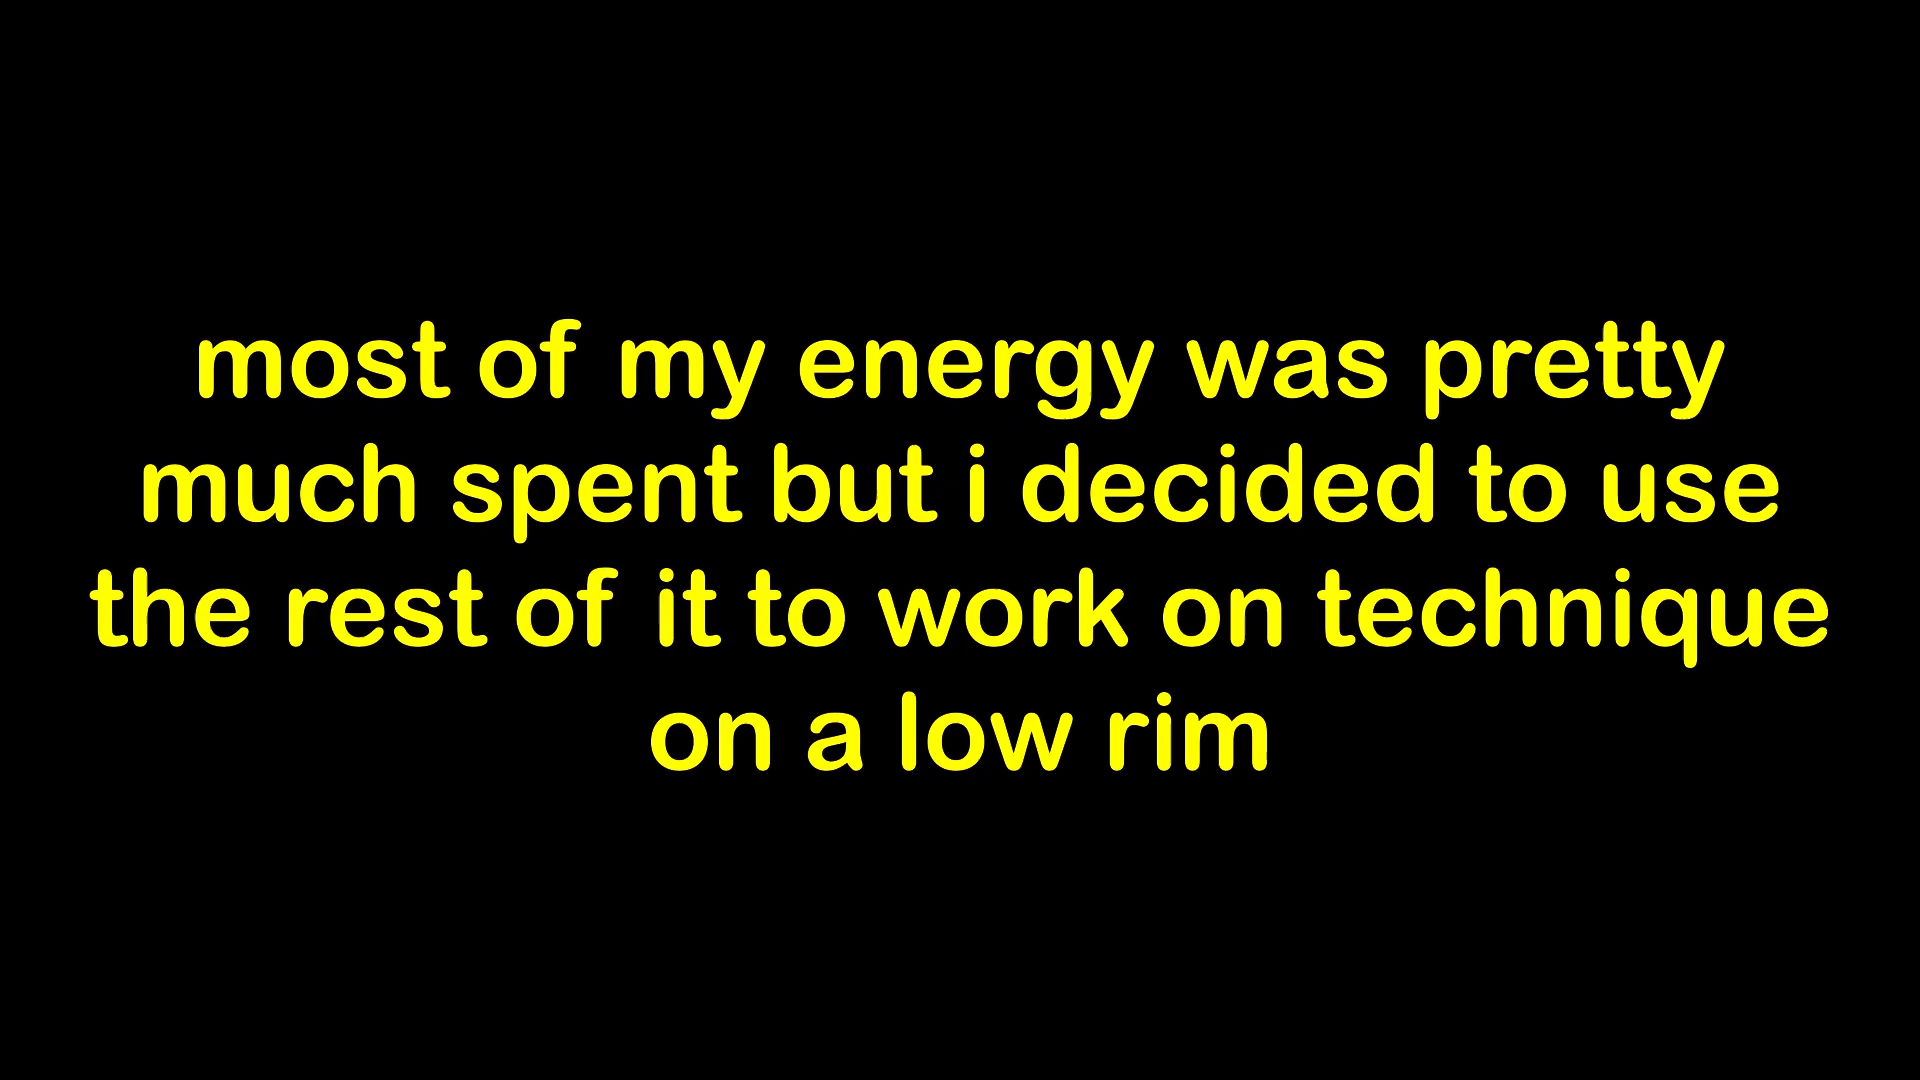 most of my energy was pretty
much spent but i decided to use
the rest of it to work on technique
on a low rim